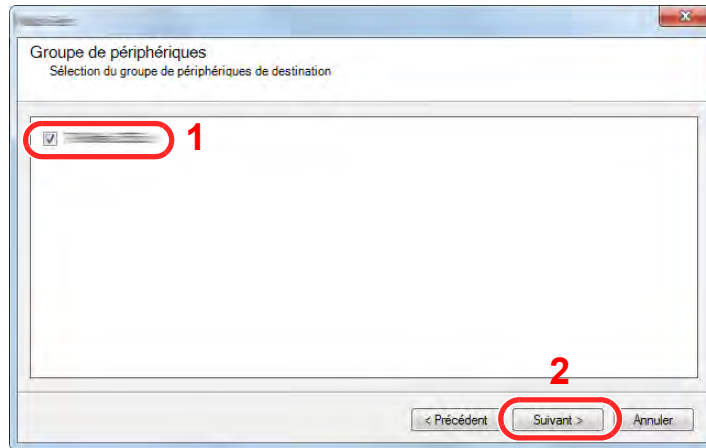 Groupe de périphériques
Sélection du groupe de périphériques de destination
1
2
< Précédent
Suivant >
Annuler